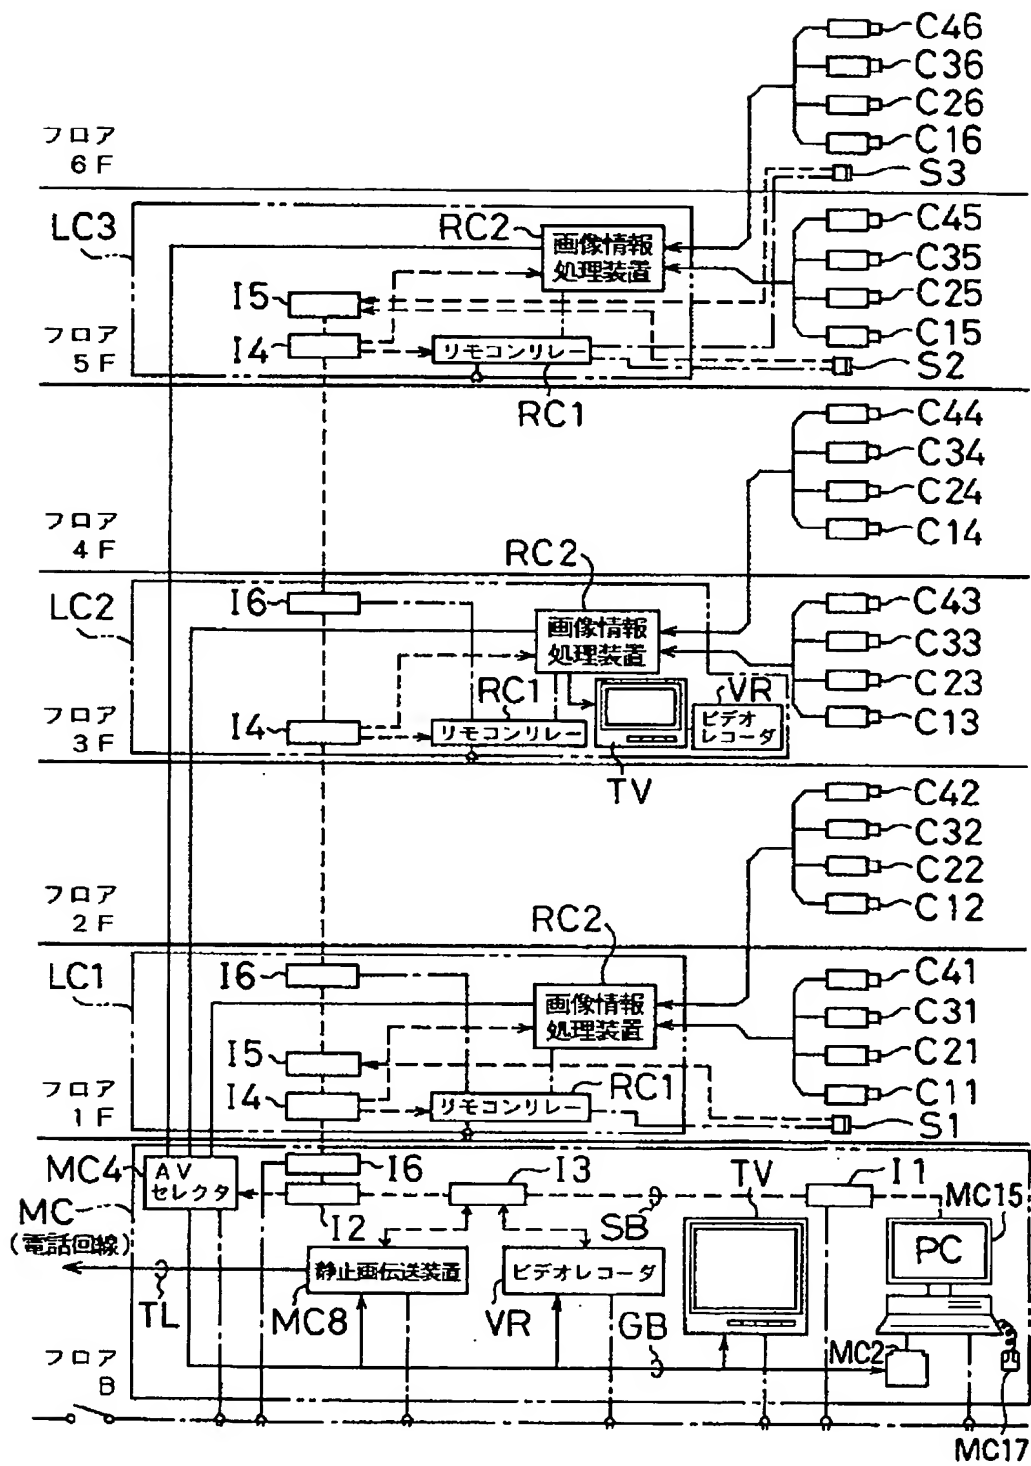 C46
C36
C26
C16
フロア
6F
S3
LC3
RC2
画像情報
処理装置
C45
C35
C25
C15
I5
I4
フロア
5F
リモコンリレー
S2
RC1
C44
C34
C24
C14
フロア
4F
RC2
LC2
I6
画像情報
処理装置
C43
C33
C23
C13
RC1
VR
フロア
3F
I4
リモコンリレー
ビデオ
レコーダ
TV
C42
C32
C22
C12
フロア
2F
RC2
LC1
I6
画像情報
処理装置
C41
C31
C21
C11
I5
I4
RC1
フロア
1F
リモコンリレー
S1
MC4
AV
セレクタ
I6
I3
TV
I1
MC15
MC
I2
SB
PC
(電話回線)
静止画伝送装置
ビデオレコーダ
TL
MC8
VR
GB
MC2
フロア
B
MC17